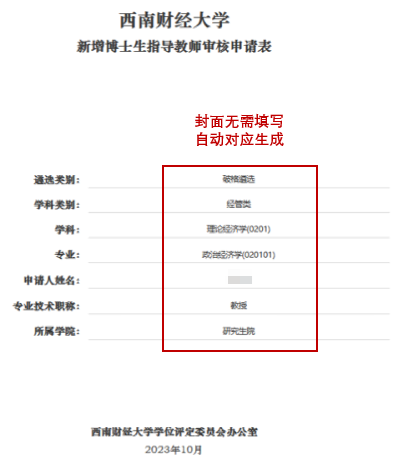 西南财经大学
新增博士生指导教师审核申请表
封面无需填写
自动对应生成
遴选类别： 破格遴选
学科类别： 经管类
学科： 理论经济学(0201)
专业： 政治经济学(020101)
申请人姓名：
专业技术职称： 教授
所属学院： 研究生院
西南财经大学学位评定委员会办公室
2023年10月